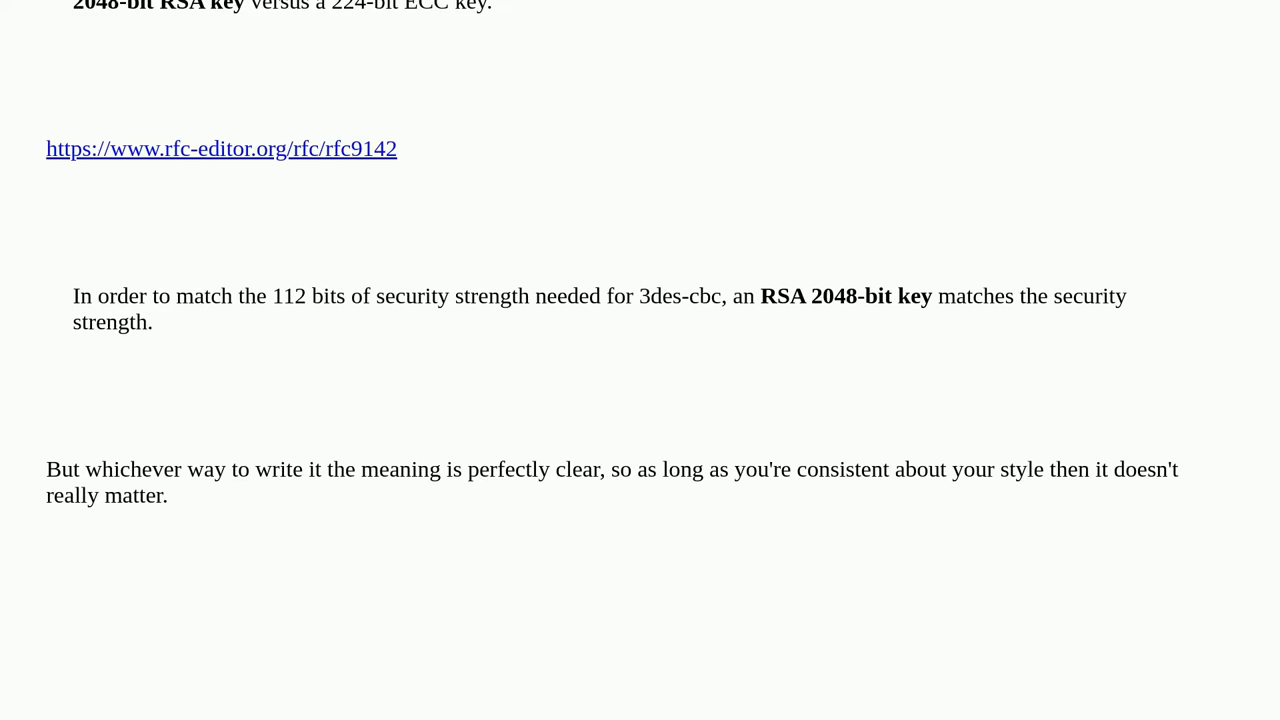 2048-bit RSA key versus a 224-bit ECC key.
https://www.rfc-editor.org/rfc/rfc9142
In order to match the 112 bits of security strength needed for 3des-cbc, an RSA 2048-bit key matches the security
strength.
But whichever way to write it the meaning is perfectly clear, so as long as you're consistent about your style then it doesn't
really matter.